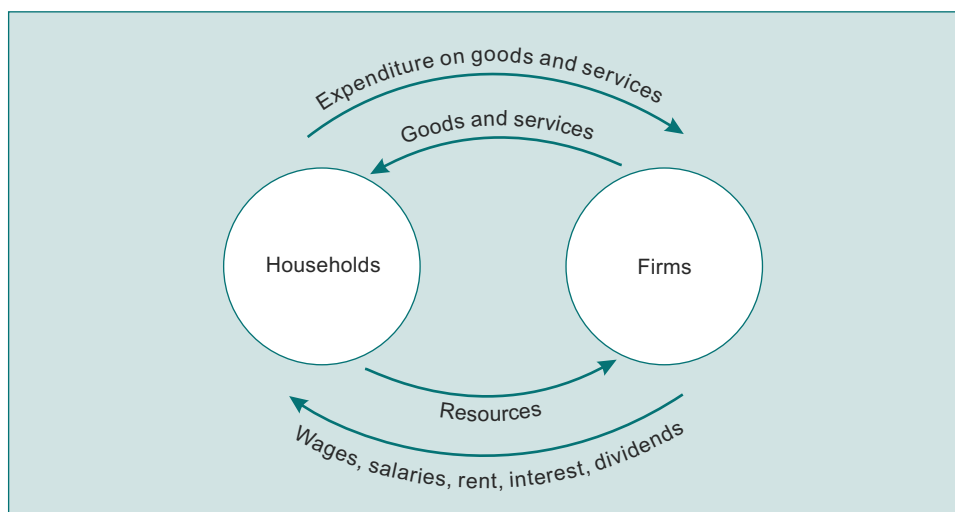 Expenditure on goods and services
Goods and services
Households
Firms
Resources
Wages, salaries, rent, interest, dividends